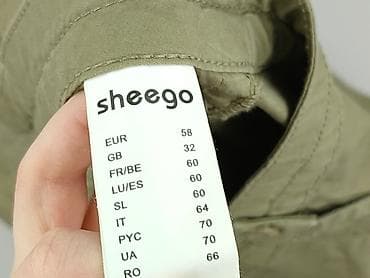 sheego
EUR 58
GB 32
FR/BE 60
LU/ES 60
SL 60
IT 64
PYC 70
UA 70
RO 66